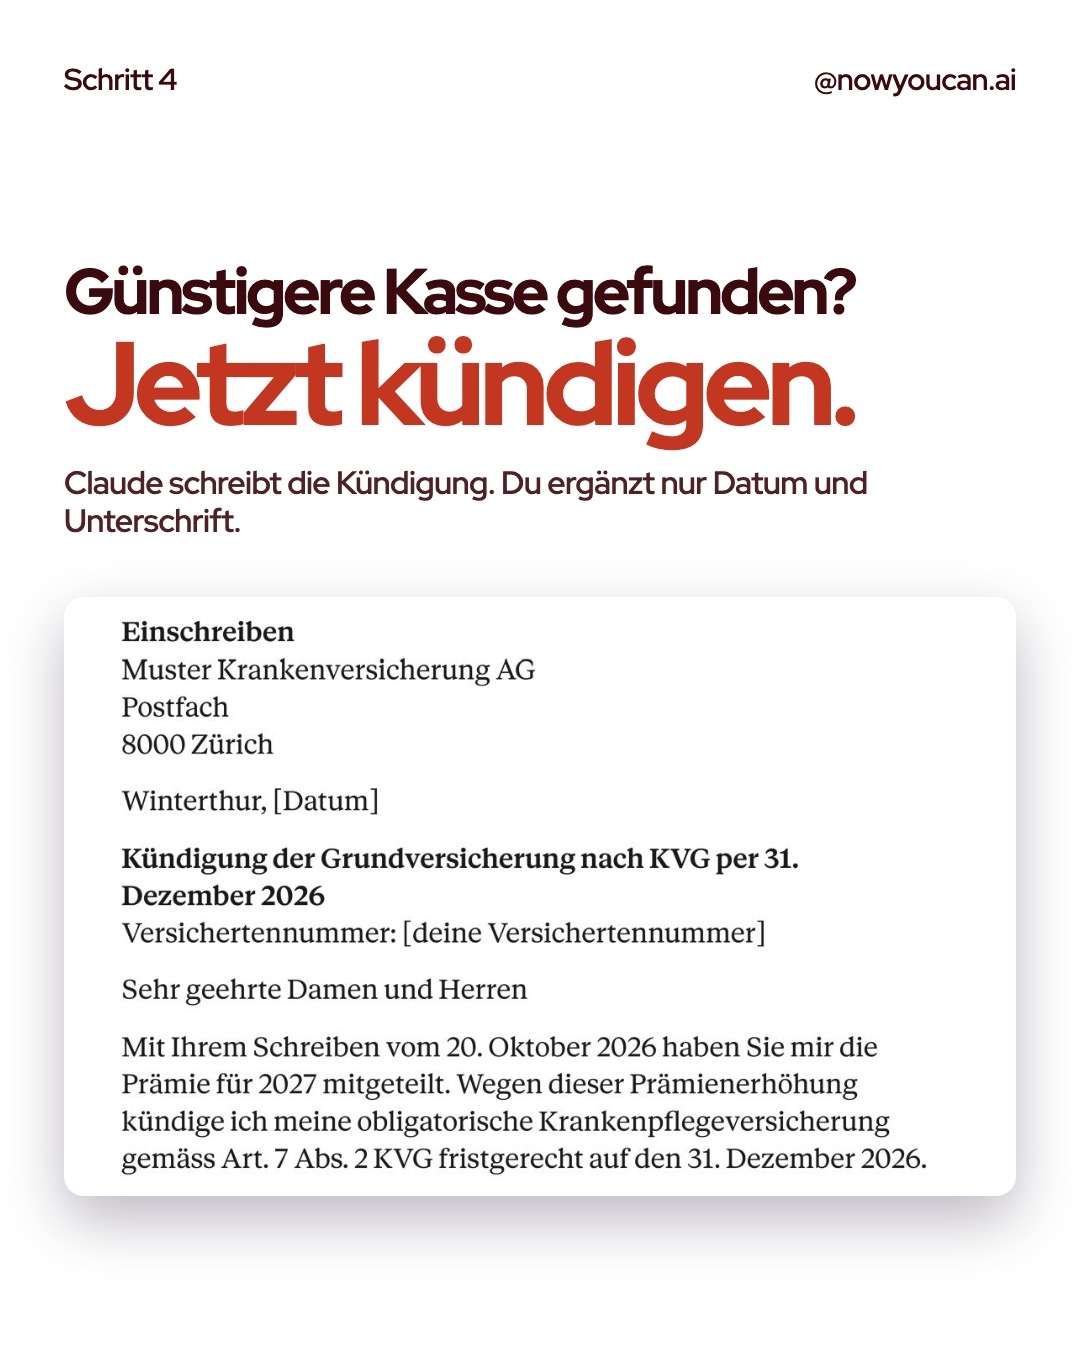 Schritt 4
@nowyoucan.ai
Günstigere Kasse gefunden?
Jetzt kündigen.
Claude schreibt die Kündigung. Du ergänzt nur Datum und
Unterschrift.
Einschreiben
Muster Krankenversicherung AG
Postfach
8000 Zürich
Winterthur, [Datum]
Kündigung der Grundversicherung nach KVG per 31.
Dezember 2026
Versichertennummer: [deine Versichertennummer]
Sehr geehrte Damen und Herren
Mit Ihrem Schreiben vom 20. Oktober 2026 haben Sie mir die
Prämie für 2027 mitgeteilt. Wegen dieser Prämienerhöhung
kündige ich meine obligatorische Krankenpflegeversicherung
gemäss Art. 7 Abs. 2 KVG fristgerecht auf den 31. Dezember 2026.